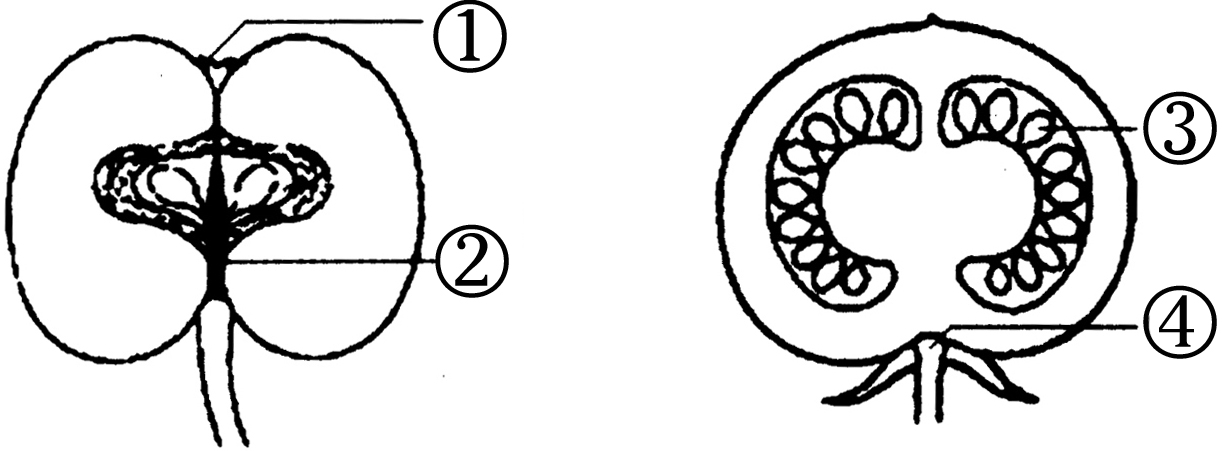 ①
②
③
④